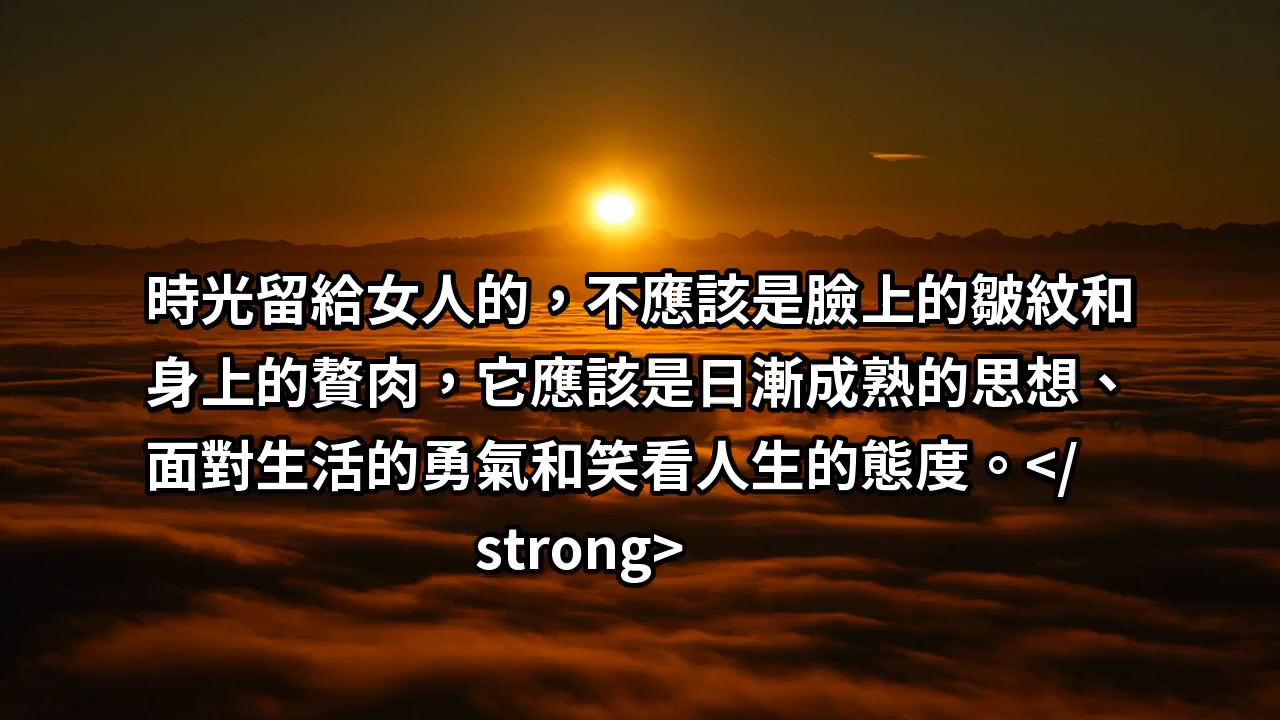 時光留給女人的，不應該是臉上的皺紋和
身上的贅肉，它應該是日漸成熟的思想、
面對生活的勇氣和笑看人生的態度。</
strong>